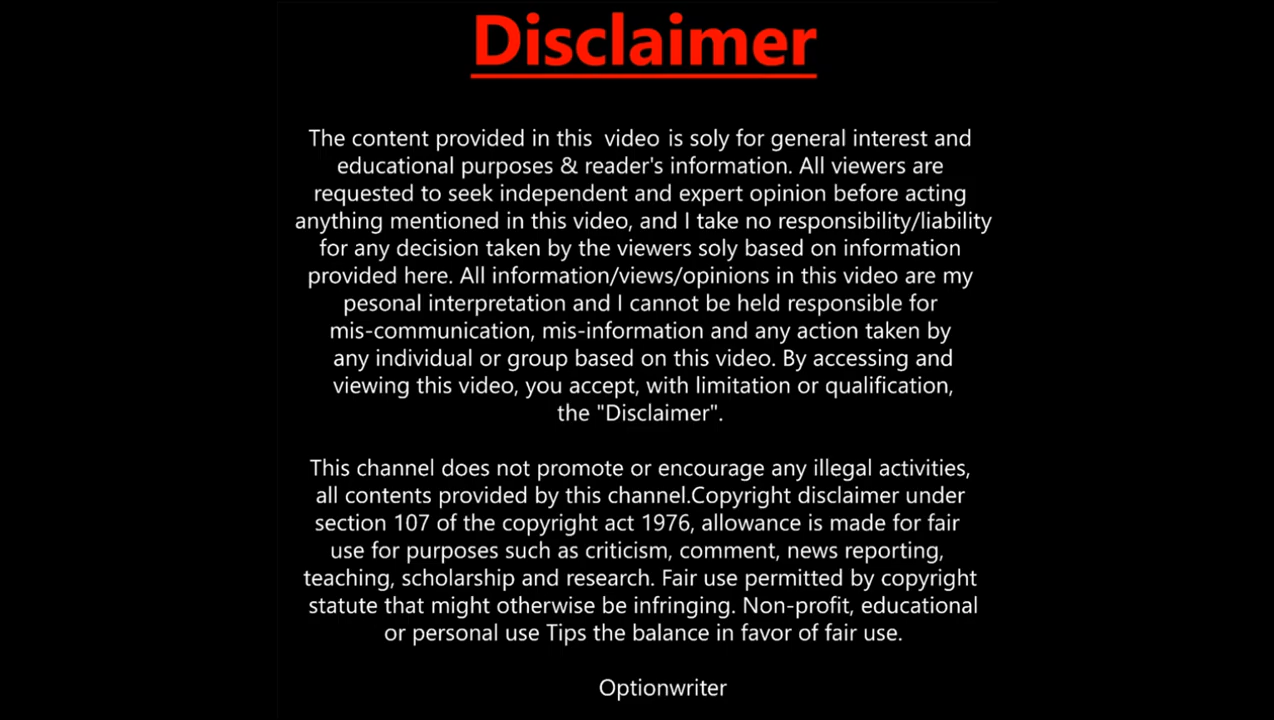 Disclaimer
The content provided in this video is soly for general interest and
educational purposes & reader's information. All viewers are
requested to seek independent and expert opinion before acting
anything mentioned in this video, and I take no responsibility/liability
for any decision taken by the viewers soly based on information
provided here. All information/views/opinions in this video are my
pesonal interpretation and I cannot be held responsible for
mis-communication, mis-information and any action taken by
any individual or group based on this video. By accessing and
viewing this video, you accept, with limitation or qualification,
the "Disclaimer".
This channel does not promote or encourage any illegal activities,
all contents provided by this channel.Copyright disclaimer under
section 107 of the copyright act 1976, allowance is made for fair
use for purposes such as criticism, comment, news reporting,
teaching, scholarship and research. Fair use permitted by copyright
statute that might otherwise be infringing. Non-profit, educational
or personal use Tips the balance in favor of fair use.
Optionwriter